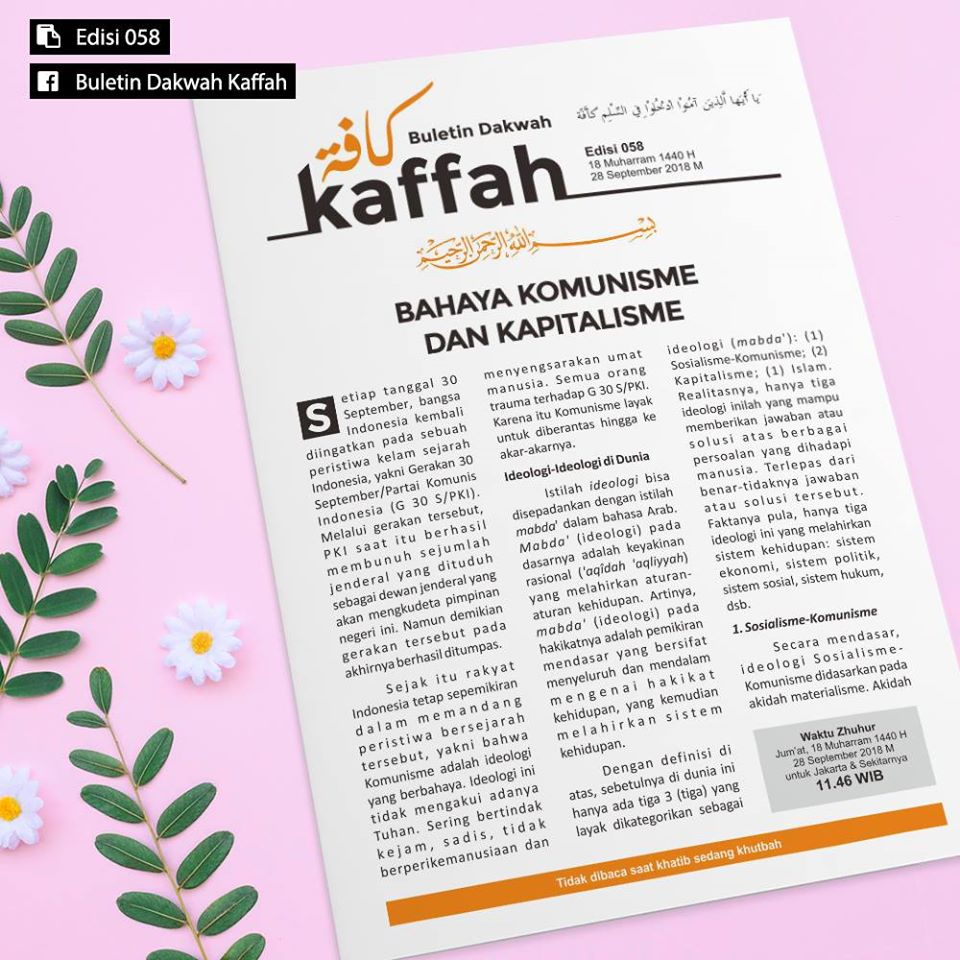 Edisi 058
Buletin Dakwah Kaffah
كافة
Buletin Dakwah
kaffah
يَا أَيُّهَا الَّذِينَ آمَنُوا ادْخُلُوا فِي السِّلْمِ كَافَّةً
Edisi 058
18 Muharram 1440 H
28 September 2018 M
بِسْمِ اللهِ الرَّحْمَنِ الرَّحِيْمِ
BAHAYA KOMUNISME
DAN KAPITALISME
Setiap tanggal 30
September, bangsa
Indonesia kembali
diingatkan pada sebuah
peristiwa kelam sejarah
Indonesia, yakni Gerakan 30
September/Partai Komunis
Indonesia (G 30 S/PKI).
Melalui gerakan tersebut,
PKI saat itu berhasil
membunuh sejumlah
jenderal yang dituduh
sebagai dewan jenderal yang
akan mengkudeta pimpinan
negeri ini. Namun demikian
gerakan tersebut pada
akhirnya berhasil ditumpas.
Sejak itu rakyat
Indonesia tetap sepemikiran
dalam memandang
peristiwa bersejarah
tersebut, yakni bahwa
Komunisme adalah ideologi
yang berbahaya. Ideologi ini
tidak mengakui adanya
Tuhan. Sering bertindak
kejam, sadis, tidak
berperikemanusiaan dan
menyengsarakan umat
manusia. Semua orang
trauma terhadap G 30 S/PKI.
Karena itu Komunisme layak
untuk diberantas hingga ke
akar-akarnya.
Ideologi-Ideologi di Dunia
Istilah ideologi bisa
disepadankan dengan istilah
mabda' dalam bahasa Arab.
Mabda' (ideologi) pada
dasarnya adalah keyakinan
rasional ('aqîdah 'aqliyyah)
yang melahirkan aturan-
aturan kehidupan. Artinya,
mabda' (ideologi) pada
hakikatnya adalah pemikiran
mendasar yang bersifat
menyeluruh dan mendalam
mengenai hakikat
kehidupan, yang kemudian
melahirkan sistem
kehidupan.
Dengan definisi di
atas, sebetulnya di dunia ini
hanya ada tiga 3 (tiga) yang
layak dikategorikan sebagai
ideologi (mabda'): (1)
Sosialisme-Komunisme; (2)
Kapitalisme; (1) Islam.
Realitasnya, hanya tiga
ideologi inilah yang mampu
memberikan jawaban atau
solusi atas berbagai
persoalan yang dihadapi
manusia. Terlepas dari
benar-tidaknya jawaban
atau solusi tersebut.
Faktanya pula, hanya tiga
ideologi ini yang melahirkan
sistem kehidupan: sistem
ekonomi, sistem politik,
sistem sosial, sistem hukum,
dsb.
1. Sosialisme-Komunisme
Secara mendasar,
ideologi Sosialisme-
Komunisme didasarkan pada
akidah materialisme. Akidah
Waktu Zhuhur
Jum'at, 18 Muharram 1440 H
28 September 2018 M
untuk Jakarta & Sekitarnya
11.46 WIB
Tidak dibaca saat khatib sedang khutbah